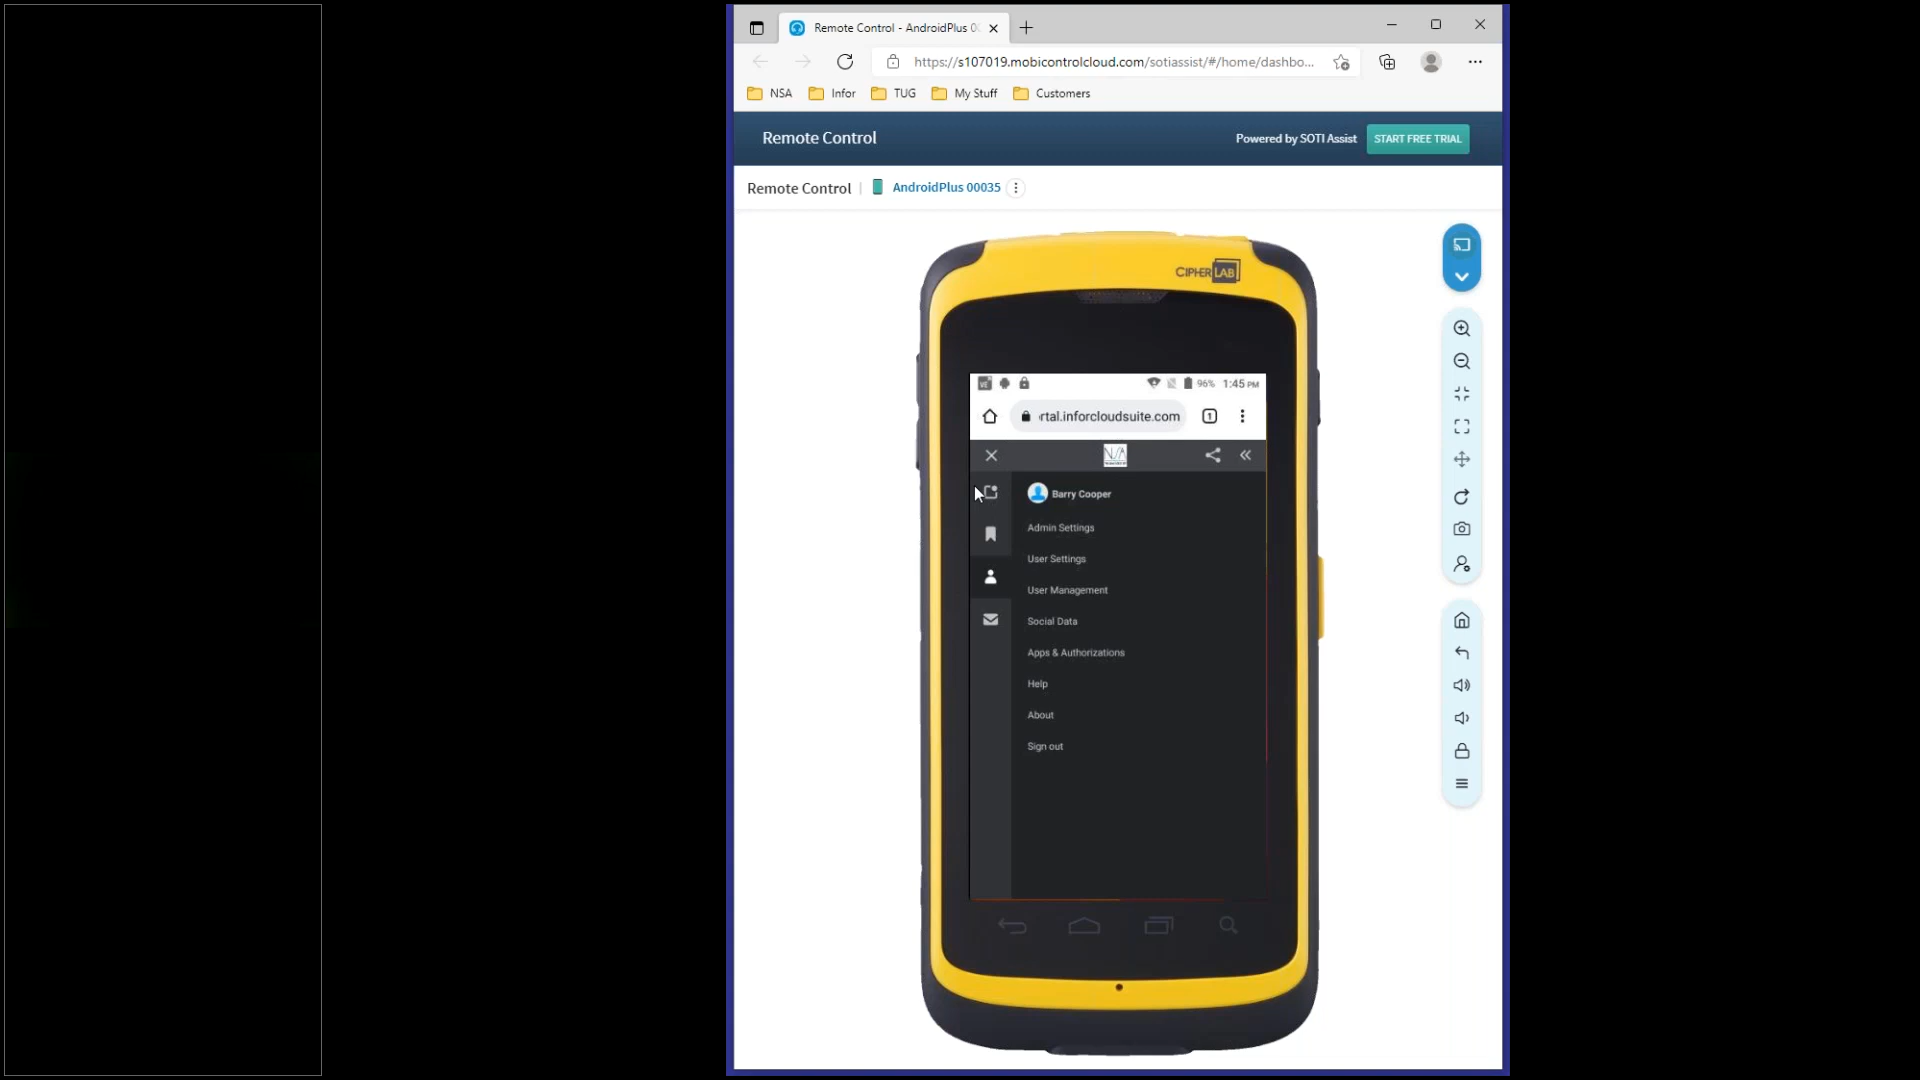 Remote Control - AndroidPlus 0
https://s107019.mobicontrolcloud.com/sotiassist/#/home/dashbo...
NSA
Infor
TUG
My Stuff
Customers
Remote Control
Powered by SOTI Assist
START FREE TRIAL
Remote Control
AndroidPlus 00035
CIPHERLAB
96% 1:45 PM
rtal.inforcloudsuite.com
1
NSA
Barry Cooper
Admin Settings
User Settings
User Management
Social Data
Apps & Authorizations
Help
About
Sign out